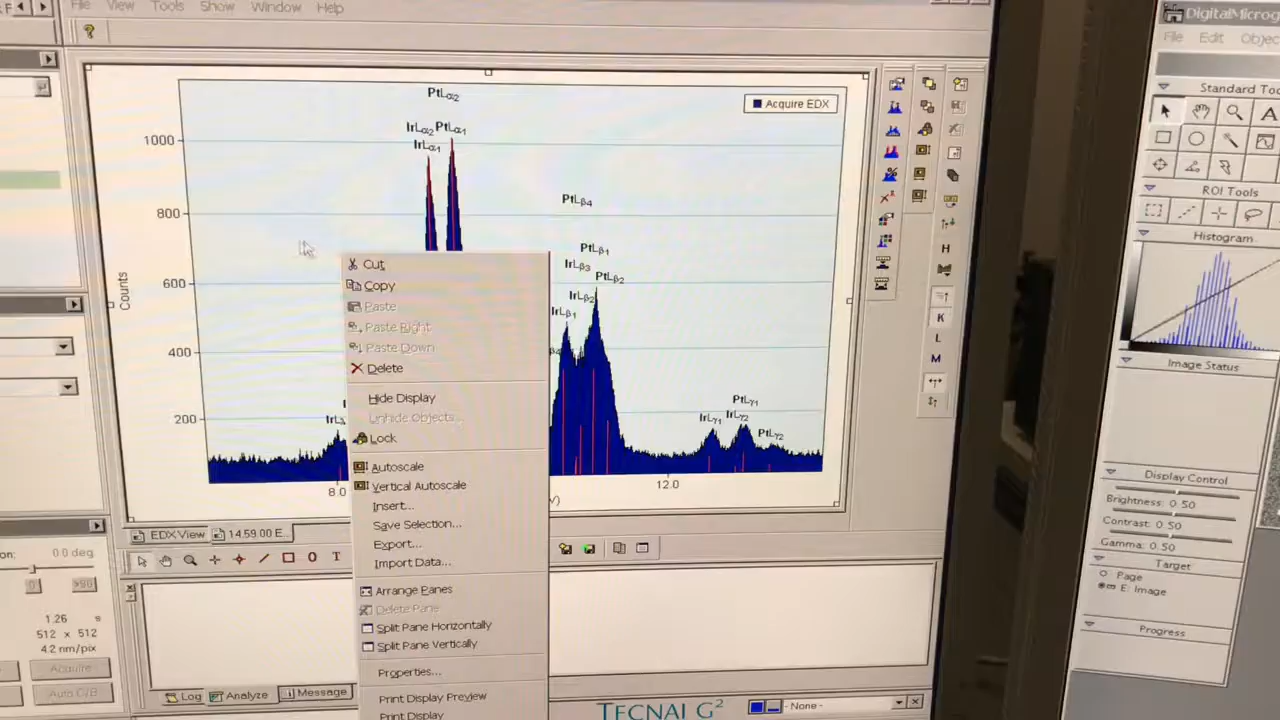 File View Tools Show Window Help
PtLα2
Acquire EDX
IrLα2 PtLα1
IrLα1
1000
PtLβ4
800
PtLβ1
IrLβ3
PtLβ2
600
IrLβ2
IrLβ1
Counts
400
PtLγ1
200
IrLγ1 IrLγ2
PtLγ2
8.0
12.0
Cut
Copy
Paste
Paste Right
Paste Down
Delete
Hide Display
Unhide Objects...
Lock
Autoscale
Vertical Autoscale
Insert...
Save Selection...
Export...
Import Data...
Arrange Panes
Delete Pane
Split Pane Horizontally
Split Pane Vertically
Properties...
Print Display Preview
Print Display
H
K
L
M
EDX View 14.59.00 E...
T
0.0 deg
1.26 s
512 x 512
4.2 nm/pix
Acquire
Auto C/B
Log Analyze Message
TECNAI G²
- None -
DigitalMicrog
File Edit Objec
Standard Too
A
ROI Tools
Histogram
Image Status
Display Control
Brightness: 0.50
Contrast: 0.50
Gamma: 0.50
Target
Page
E: Image
Progress